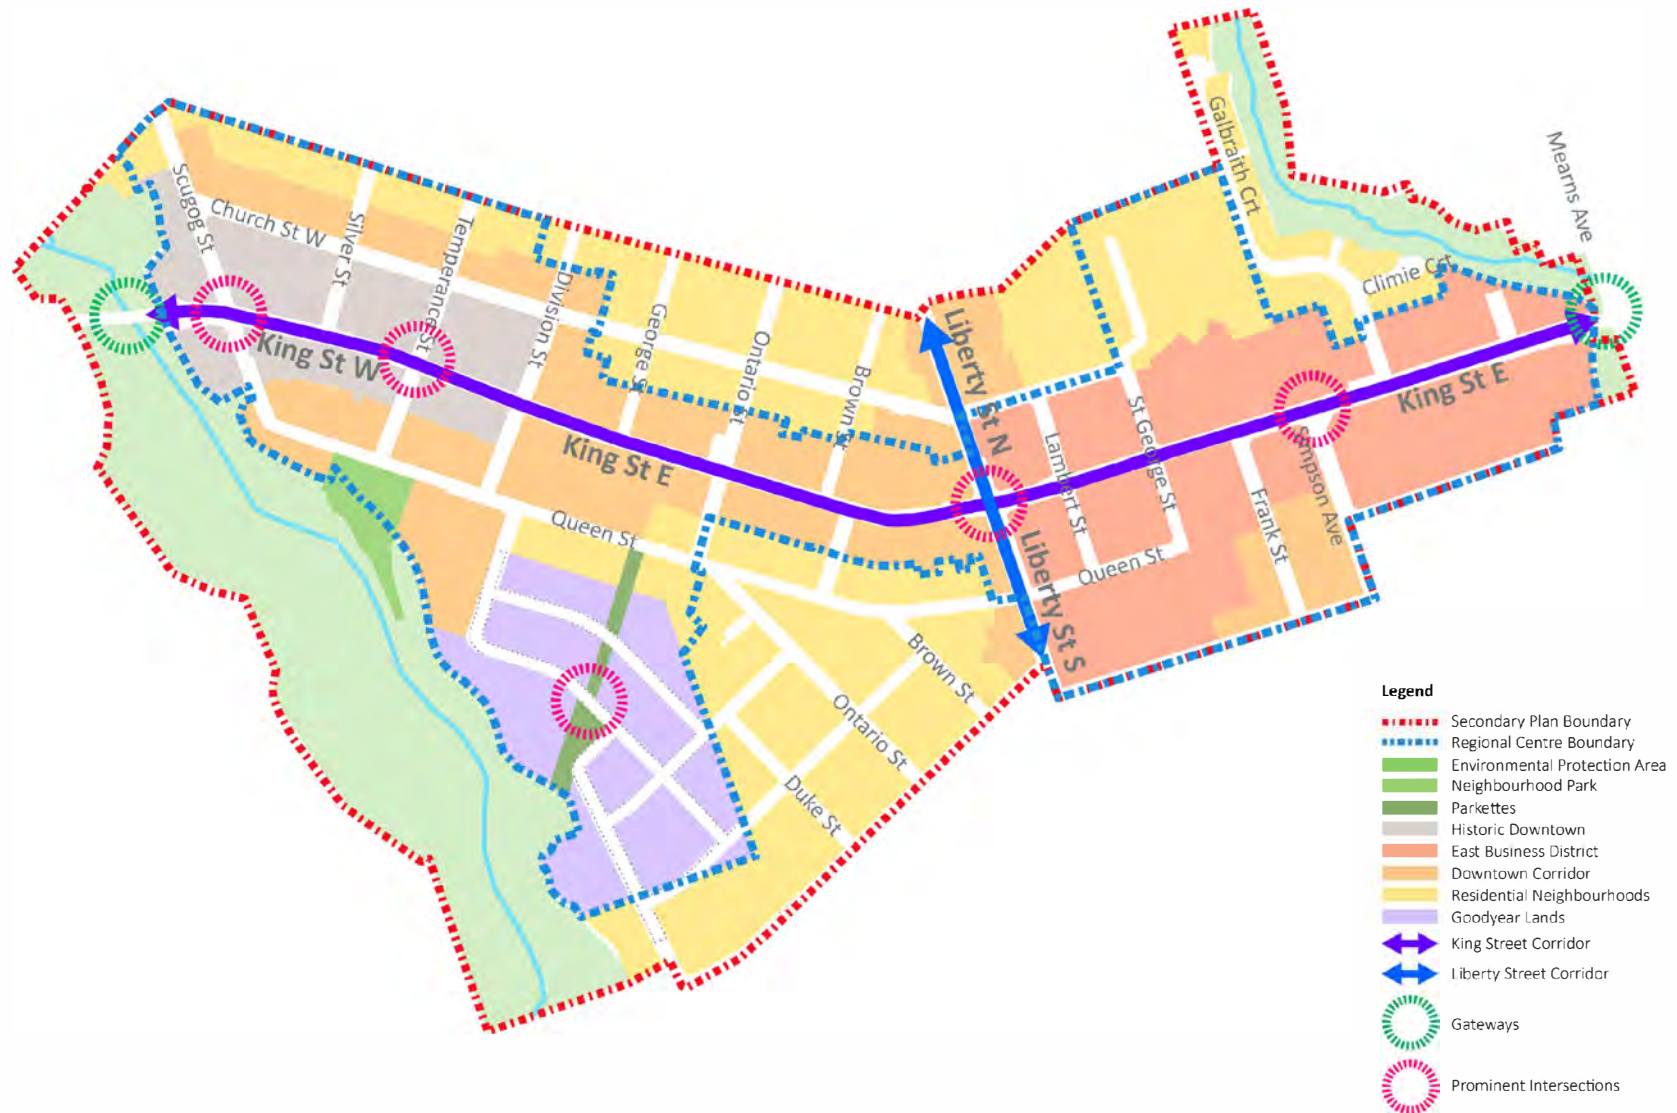 Galbraith Crt
Mearns Ave
Scugog St
Church St W
Silver St
Temperance St
Division St
George St
Ontario St
Brown St
Liberty St N
Climie Crt
King St W
King St E
King St E
Lambert St
St George St
Simpson Ave
Frank St
Queen St
Queen St
Liberty St S
Brown St
Ontario St
Duke St
Legend
Secondary Plan Boundary
Regional Centre Boundary
Environmental Protection Area
Neighbourhood Park
Parkettes
Historic Downtown
East Business District
Downtown Corridor
Residential Neighbourhoods
Goodyear Lands
King Street Corridor
Liberty Street Corridor
Gateways
Prominent Intersections